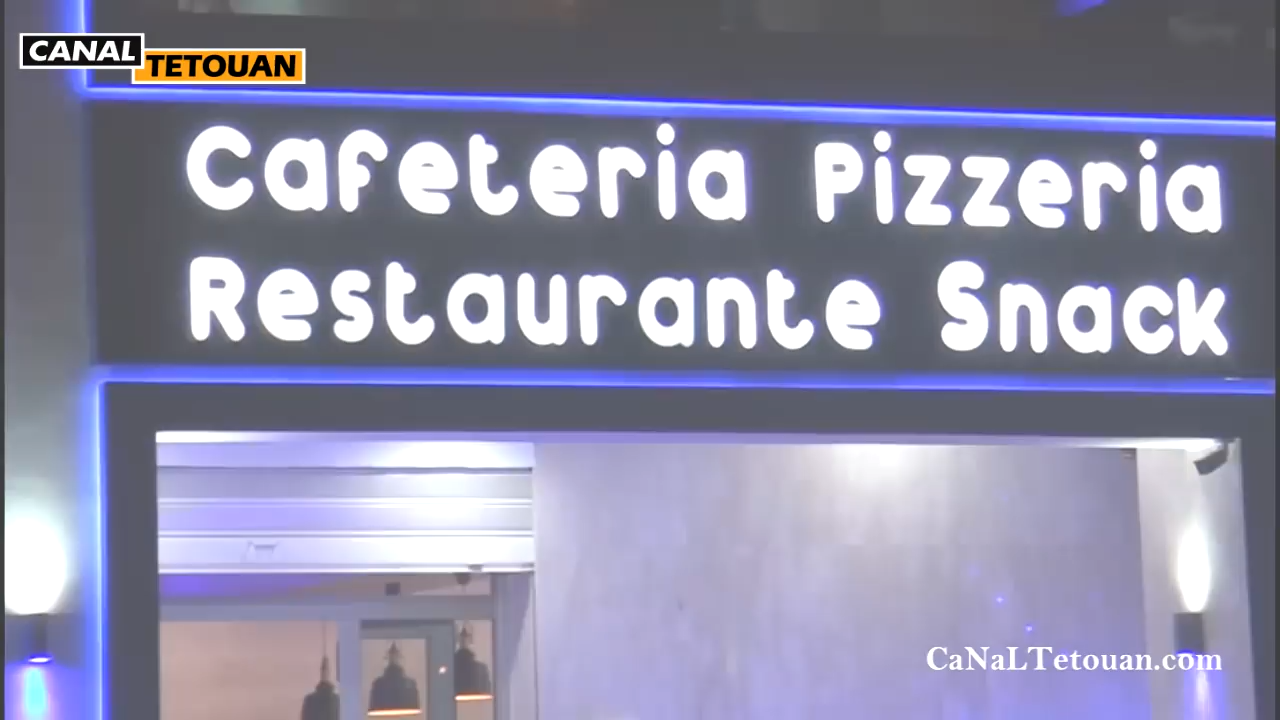 CANAL
TETOUAN
Cafeteria Pizzeria
Restaurante Snack
CaNaLTetouan.com